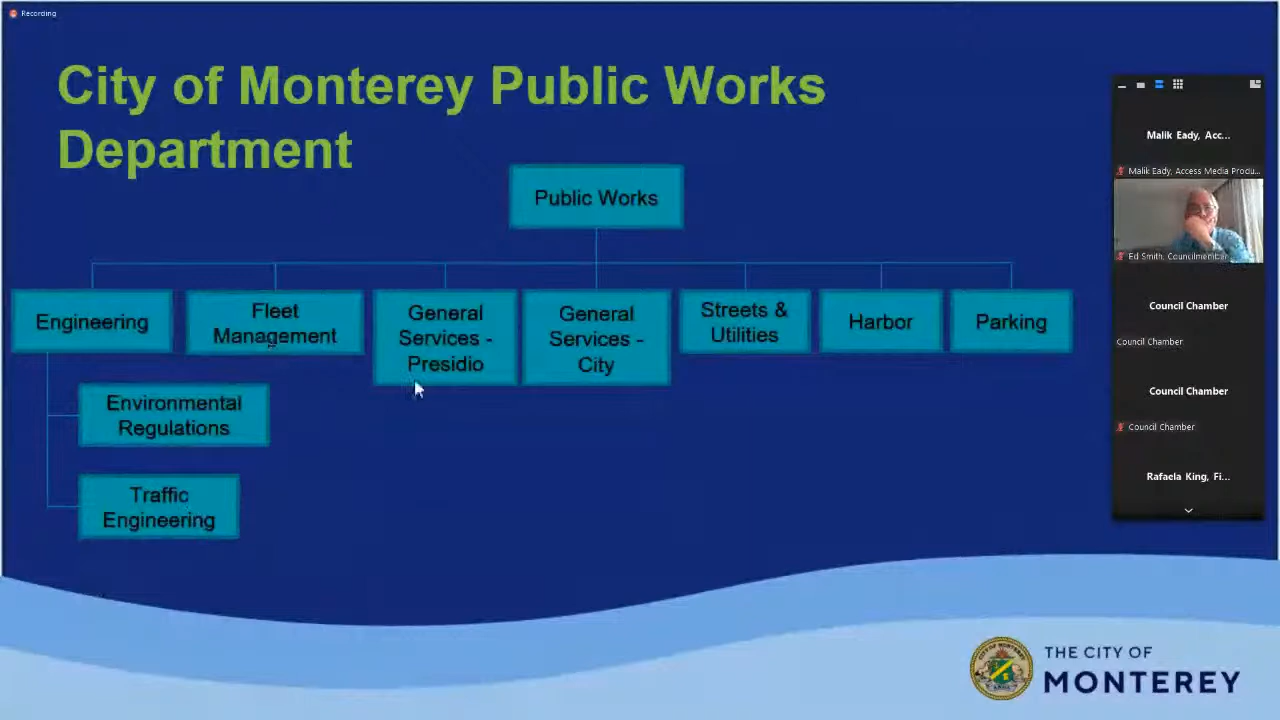 Recording
City of Monterey Public Works
Department
Public Works
Engineering
Fleet
Management
General
Services -
Presidio
General
Services -
City
Streets &
Utilities
Harbor
Parking
Environmental
Regulations
Traffic
Engineering
Malik Eady, Acc...
Malik Eady, Access Media Produ...
Ed Smith, Councilmember
Council Chamber
Council Chamber
Council Chamber
Council Chamber
Rafaela King, Fi...
THE CITY OF
MONTEREY